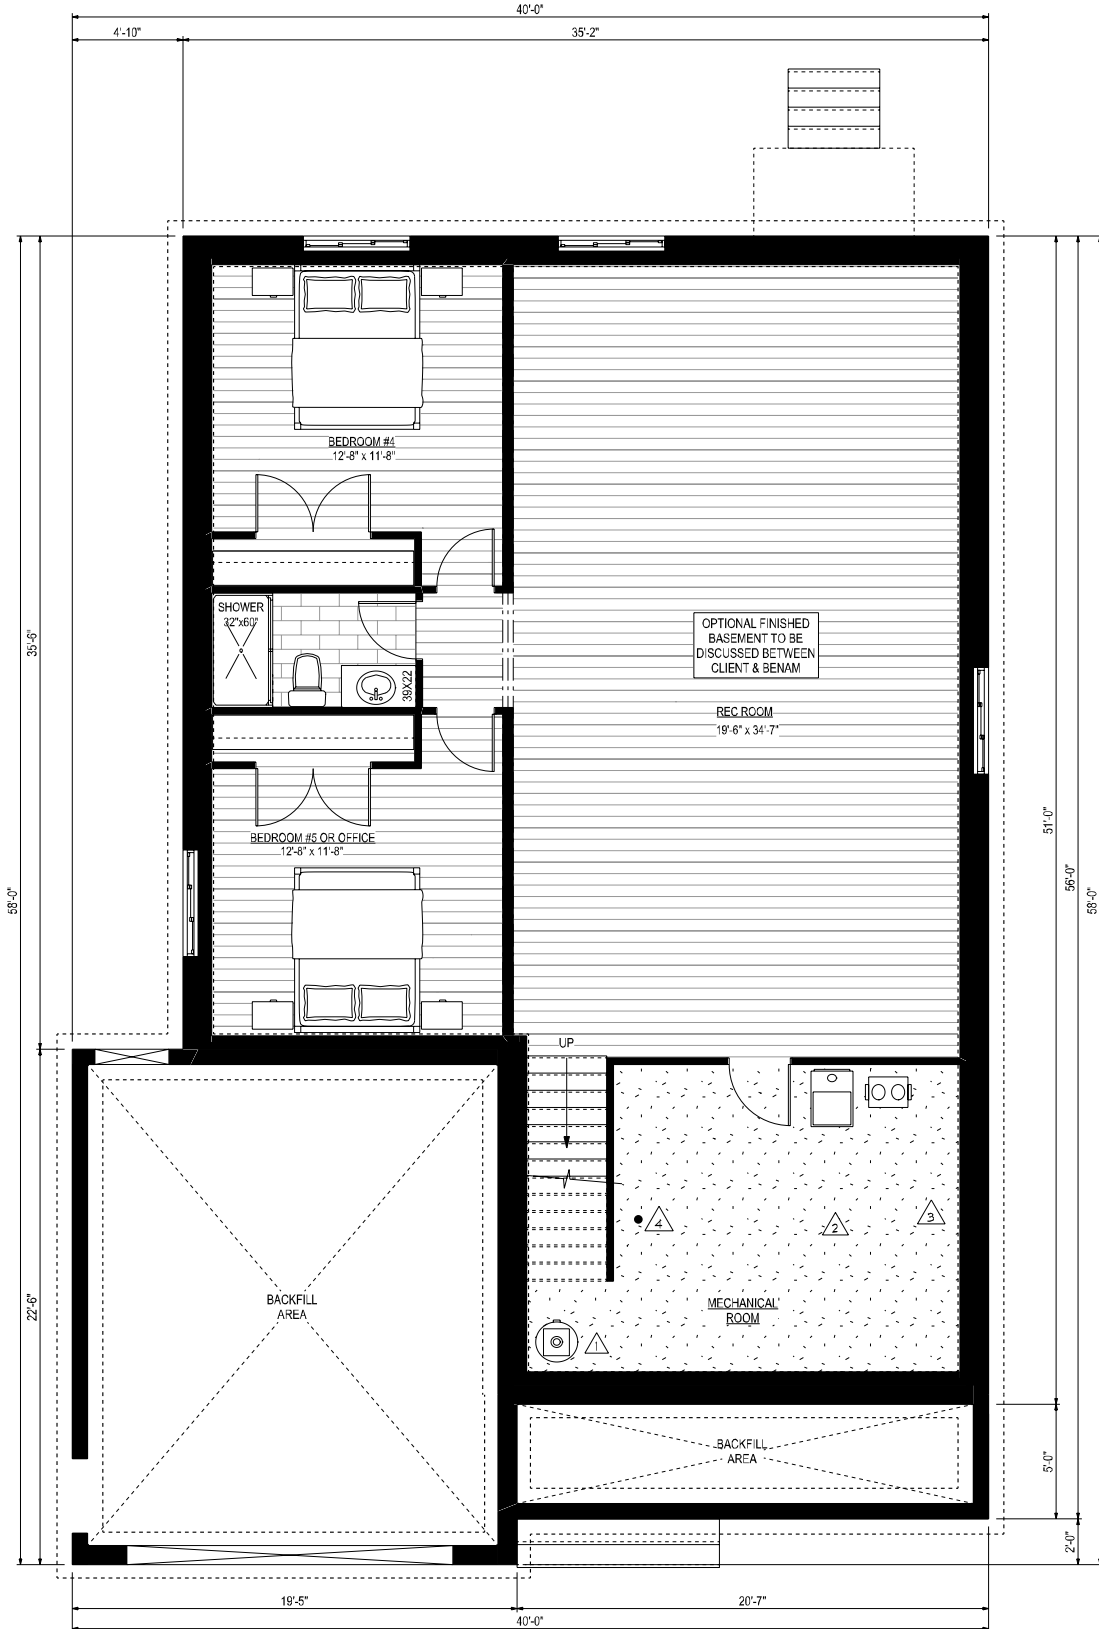 40'-0"
4'-10"
35'-2"
BEDROOM #4
12'-8" x 11'-8"
SHOWER
32"x60"
39X22
OPTIONAL FINISHED
BASEMENT TO BE
DISCUSSED BETWEEN
CLIENT & BENAM
REC ROOM
19'-6" x 34'-7"
BEDROOM #5 OR OFFICE
12'-8" x 11'-8"
35'-6"
58'-0"
22'-6"
51'-0"
56'-0"
58'-0"
5'-0"
2'-0"
UP
4
2
3
MECHANICAL
ROOM
1
BACKFILL
AREA
BACKFILL
AREA
19'-5"
20'-7"
40'-0"